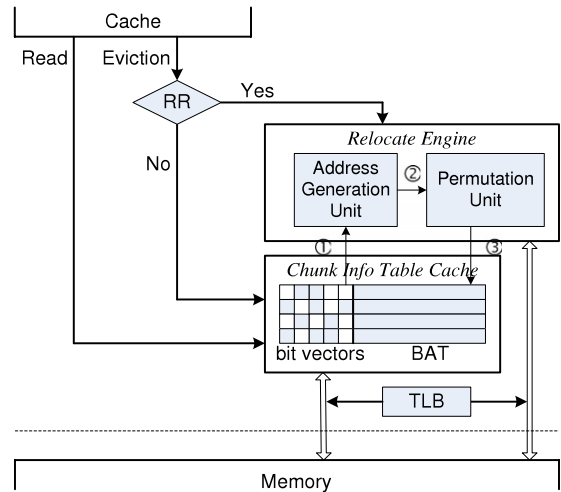 Cache
Read
Eviction
RR
Yes
No
Relocate Engine
Address
Generation
Unit
②
Permutation
Unit
①
③
Chunk Info Table Cache
bit vectors
BAT
TLB
Memory